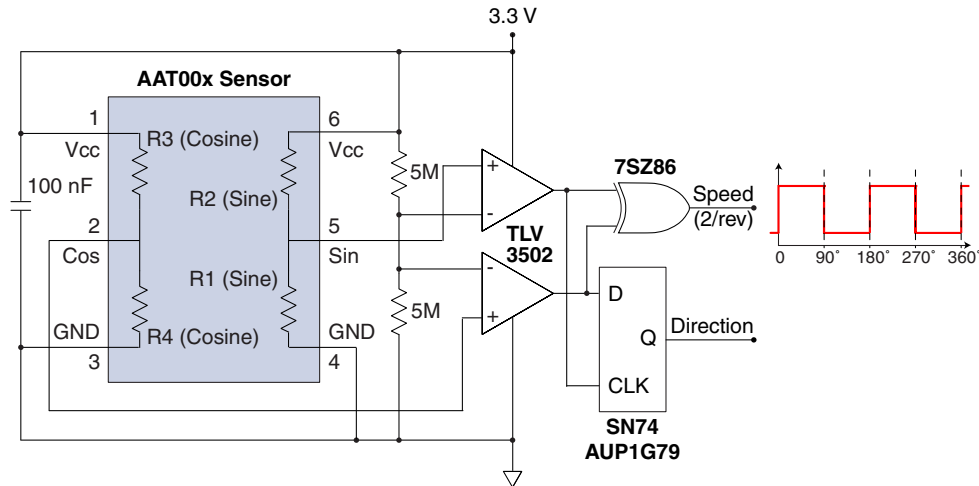 3.3 V
AAT00x Sensor
1
Vcc
R3 (Cosine)
6
Vcc
R2 (Sine)
100 nF
2
Cos
5
Sin
R1 (Sine)
R4 (Cosine)
GND
3
GND
4
5M
5M
+
-
TLV
3502
-
+
7SZ86
Speed
(2/rev)
0 90° 180° 270° 360°
D
Q
CLK
Direction
SN74
AUP1G79